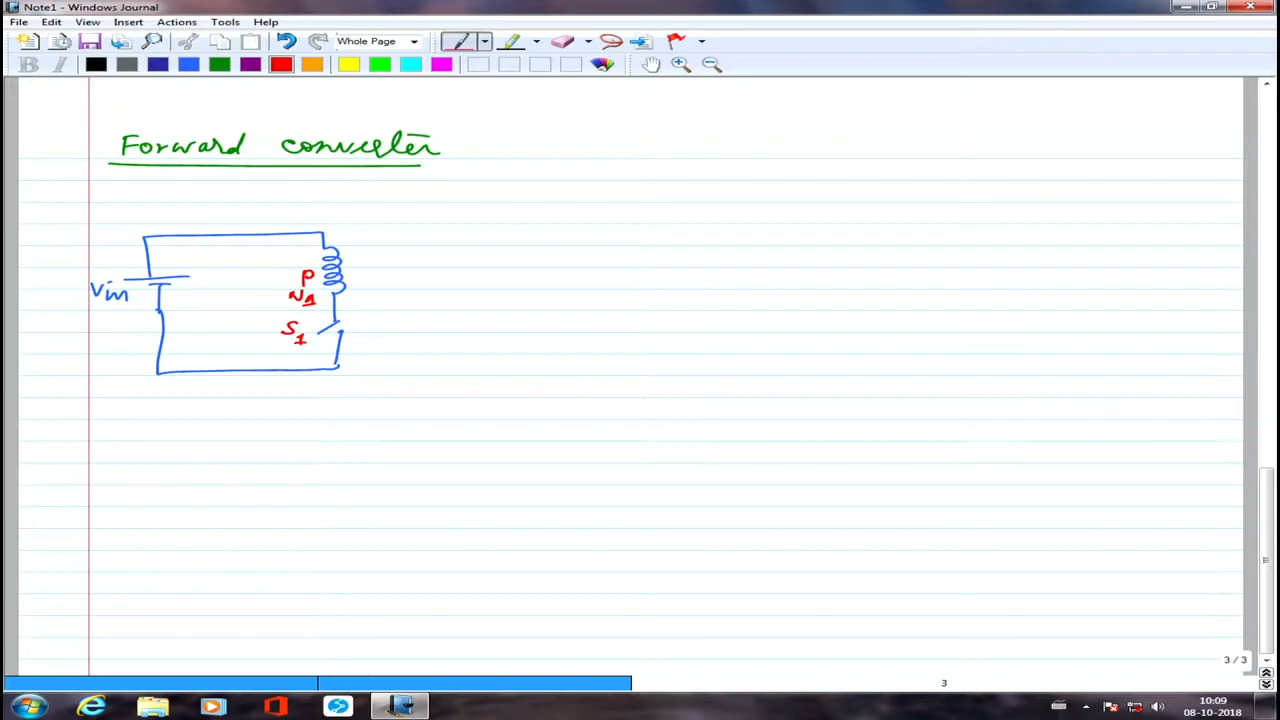 Note1 - Windows Journal
File Edit View Insert Actions Tools Help
Whole Page
B I
Forward converter
Vin
P
N1
S1
3 / 3
3
10:09
08-10-2018